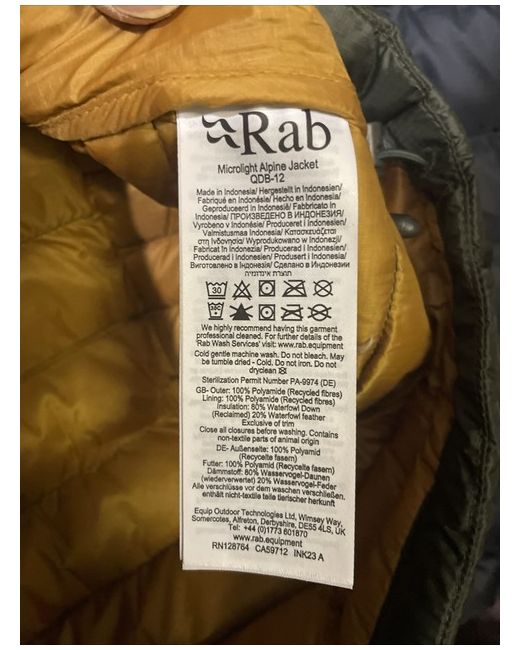 Rab
Microlight Alpine Jacket
QDB-12
Made in Indonesia/ Hergestellt in Indonesien/
Fabriqué en Indonésie/ Hecho en Indonesia/
Geproduceerd in Indonesië/ Fabbricato in
Indonesia/ ПРОИЗВЕДЕНО В ИНДОНЕЗИЯ/
Vyrobeno v Indonésie/ Produceret i Indonesien/
Valmistusmaa Indonesia/ Κατασκευάζεται
στη Ινδονησία/ Wyprodukowano w Indonezji/
Fabricat în Indonezia/ Producerad i Indonesien/
Producerad i Indonesien/ Produsert i Indonesia/
Виготовлено в Індонезія/ Сделано в Индонезии
תוצרת אינדונזיה
30
We highly recommend having this garment
professional cleaned. For further details of the
'Rab Wash Services' visit: www.rab.equipment
Cold gentle machine wash. Do not bleach. May
be tumble dried - Cold. Do not iron. Do not
dryclean
Sterilization Permit Number PA-9974 (DE)
GB- Outer: 100% Polyamide (Recycled fibres)
Lining: 100% Polyamide (Recycled fibres)
Insulation: 80% Waterfowl Down
(Reclaimed) 20% Waterfowl feather
Exclusive of trim
Close all closures before washing. Contains
non-textile parts of animal origin
DE- Außenseite: 100% Polyamid
(Recycelte fasern)
Futter: 100% Polyamid (Recycelte fasern)
Dämmstoff: 80% Wasservogel-Daunen
(wiederverwertet) 20% Wasservogel-Feder
Alle verschlüsse vor dem waschen verschließen.
enthält nicht-textile teile tierischer herkunft
Equip Outdoor Technologies Ltd, Wimsey Way,
Somercotes, Alfreton, Derbyshire, DE55 4LS, UK
Tel: +44 (0)1773 601870
www.rab.equipment
RN128764 CA59712 INK23 A